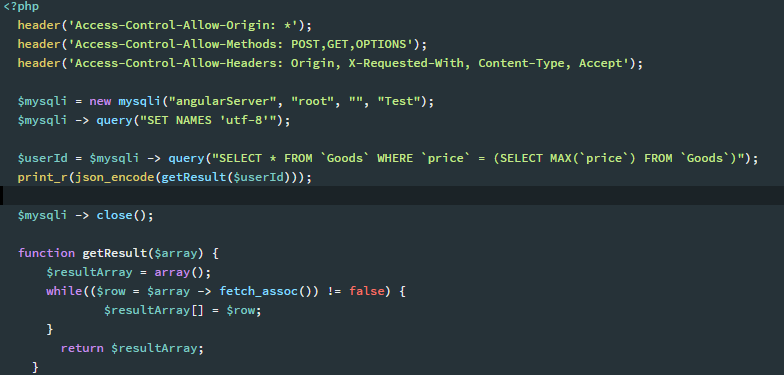 <?php
header('Access-Control-Allow-Origin: *');
header('Access-Control-Allow-Methods: POST,GET,OPTIONS');
header('Access-Control-Allow-Headers: Origin, X-Requested-With, Content-Type, Accept');
$mysqli = new mysqli("angularServer", "root", "", "Test");
$mysqli -> query("SET NAMES 'utf-8'");
$userId = $mysqli -> query("SELECT * FROM `Goods` WHERE `price` = (SELECT MAX(`price`) FROM `Goods`)");
print_r(json_encode(getResult($userId)));
$mysqli -> close();
function getResult($array) {
$resultArray = array();
while(($row = $array -> fetch_assoc()) != false) {
$resultArray[] = $row;
}
return $resultArray;
}